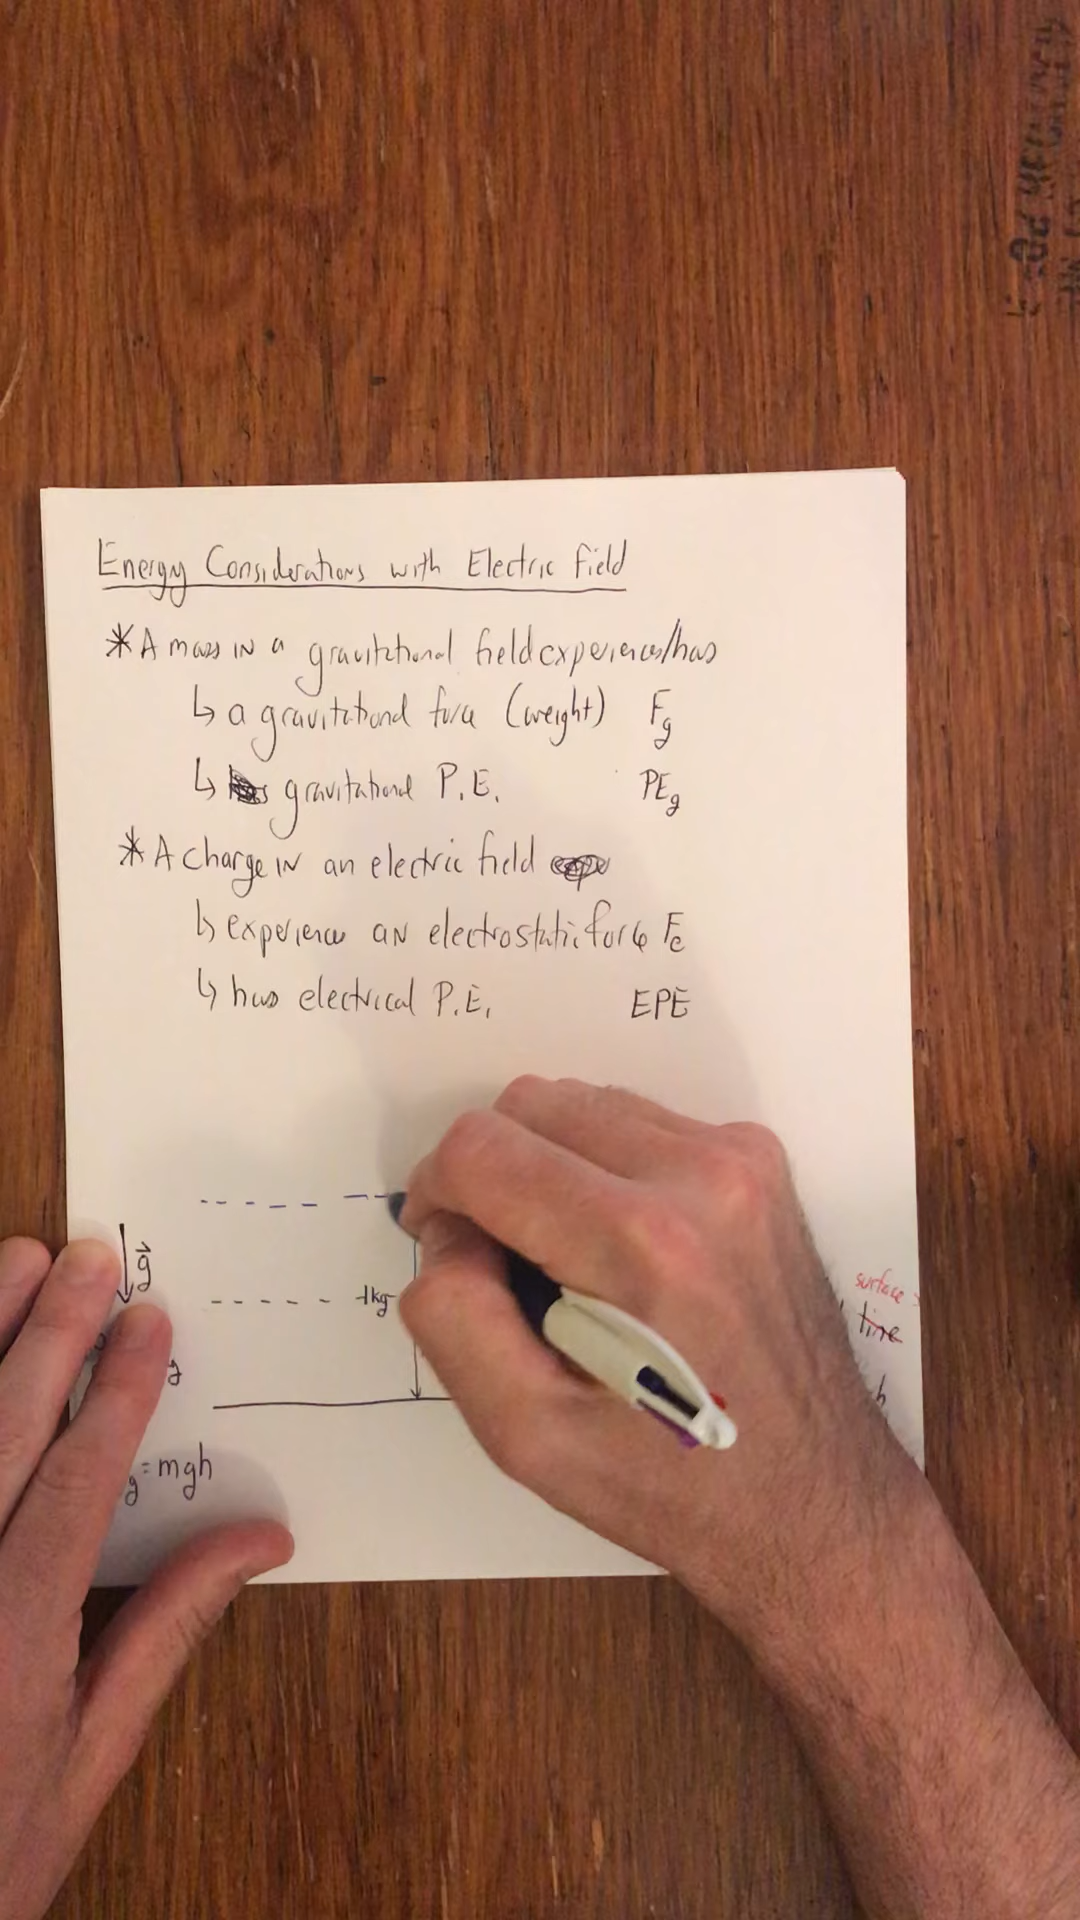 Energy Considerations with Electric Field
* A mass in a gravitational field experiences/has
↳ a gravitational force (weight) Fg
↳ gravitational P.E. PEg
* A charge in an electric field
↳ experience an electrostatic force Fe
↳ has electrical P.E. EPE
g
1kg
surface
line
g
h
g = mgh